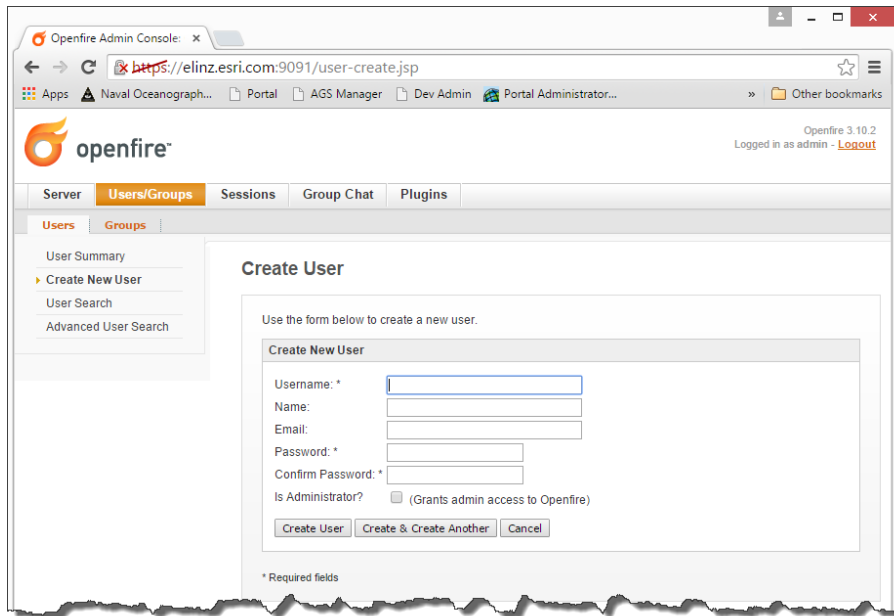 Openfire Admin Console:
https://elinz.esri.com:9091/user-create.jsp
Apps Naval Oceanograph... Portal AGS Manager Dev Admin Portal Administrator... » Other bookmarks
openfire™
Openfire 3.10.2
Logged in as admin - Logout
Server Users/Groups Sessions Group Chat Plugins
Users Groups
User Summary
Create New User
User Search
Advanced User Search
Create User
Use the form below to create a new user.
Create New User
Username: *
Name:
Email:
Password: *
Confirm Password: *
Is Administrator? (Grants admin access to Openfire)
Create User Create & Create Another Cancel
* Required fields